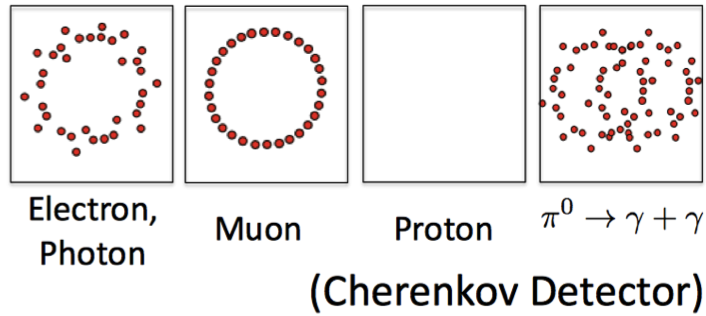 Electron,
Photon
Muon
Proton
π⁰ → γ + γ
(Cherenkov Detector)